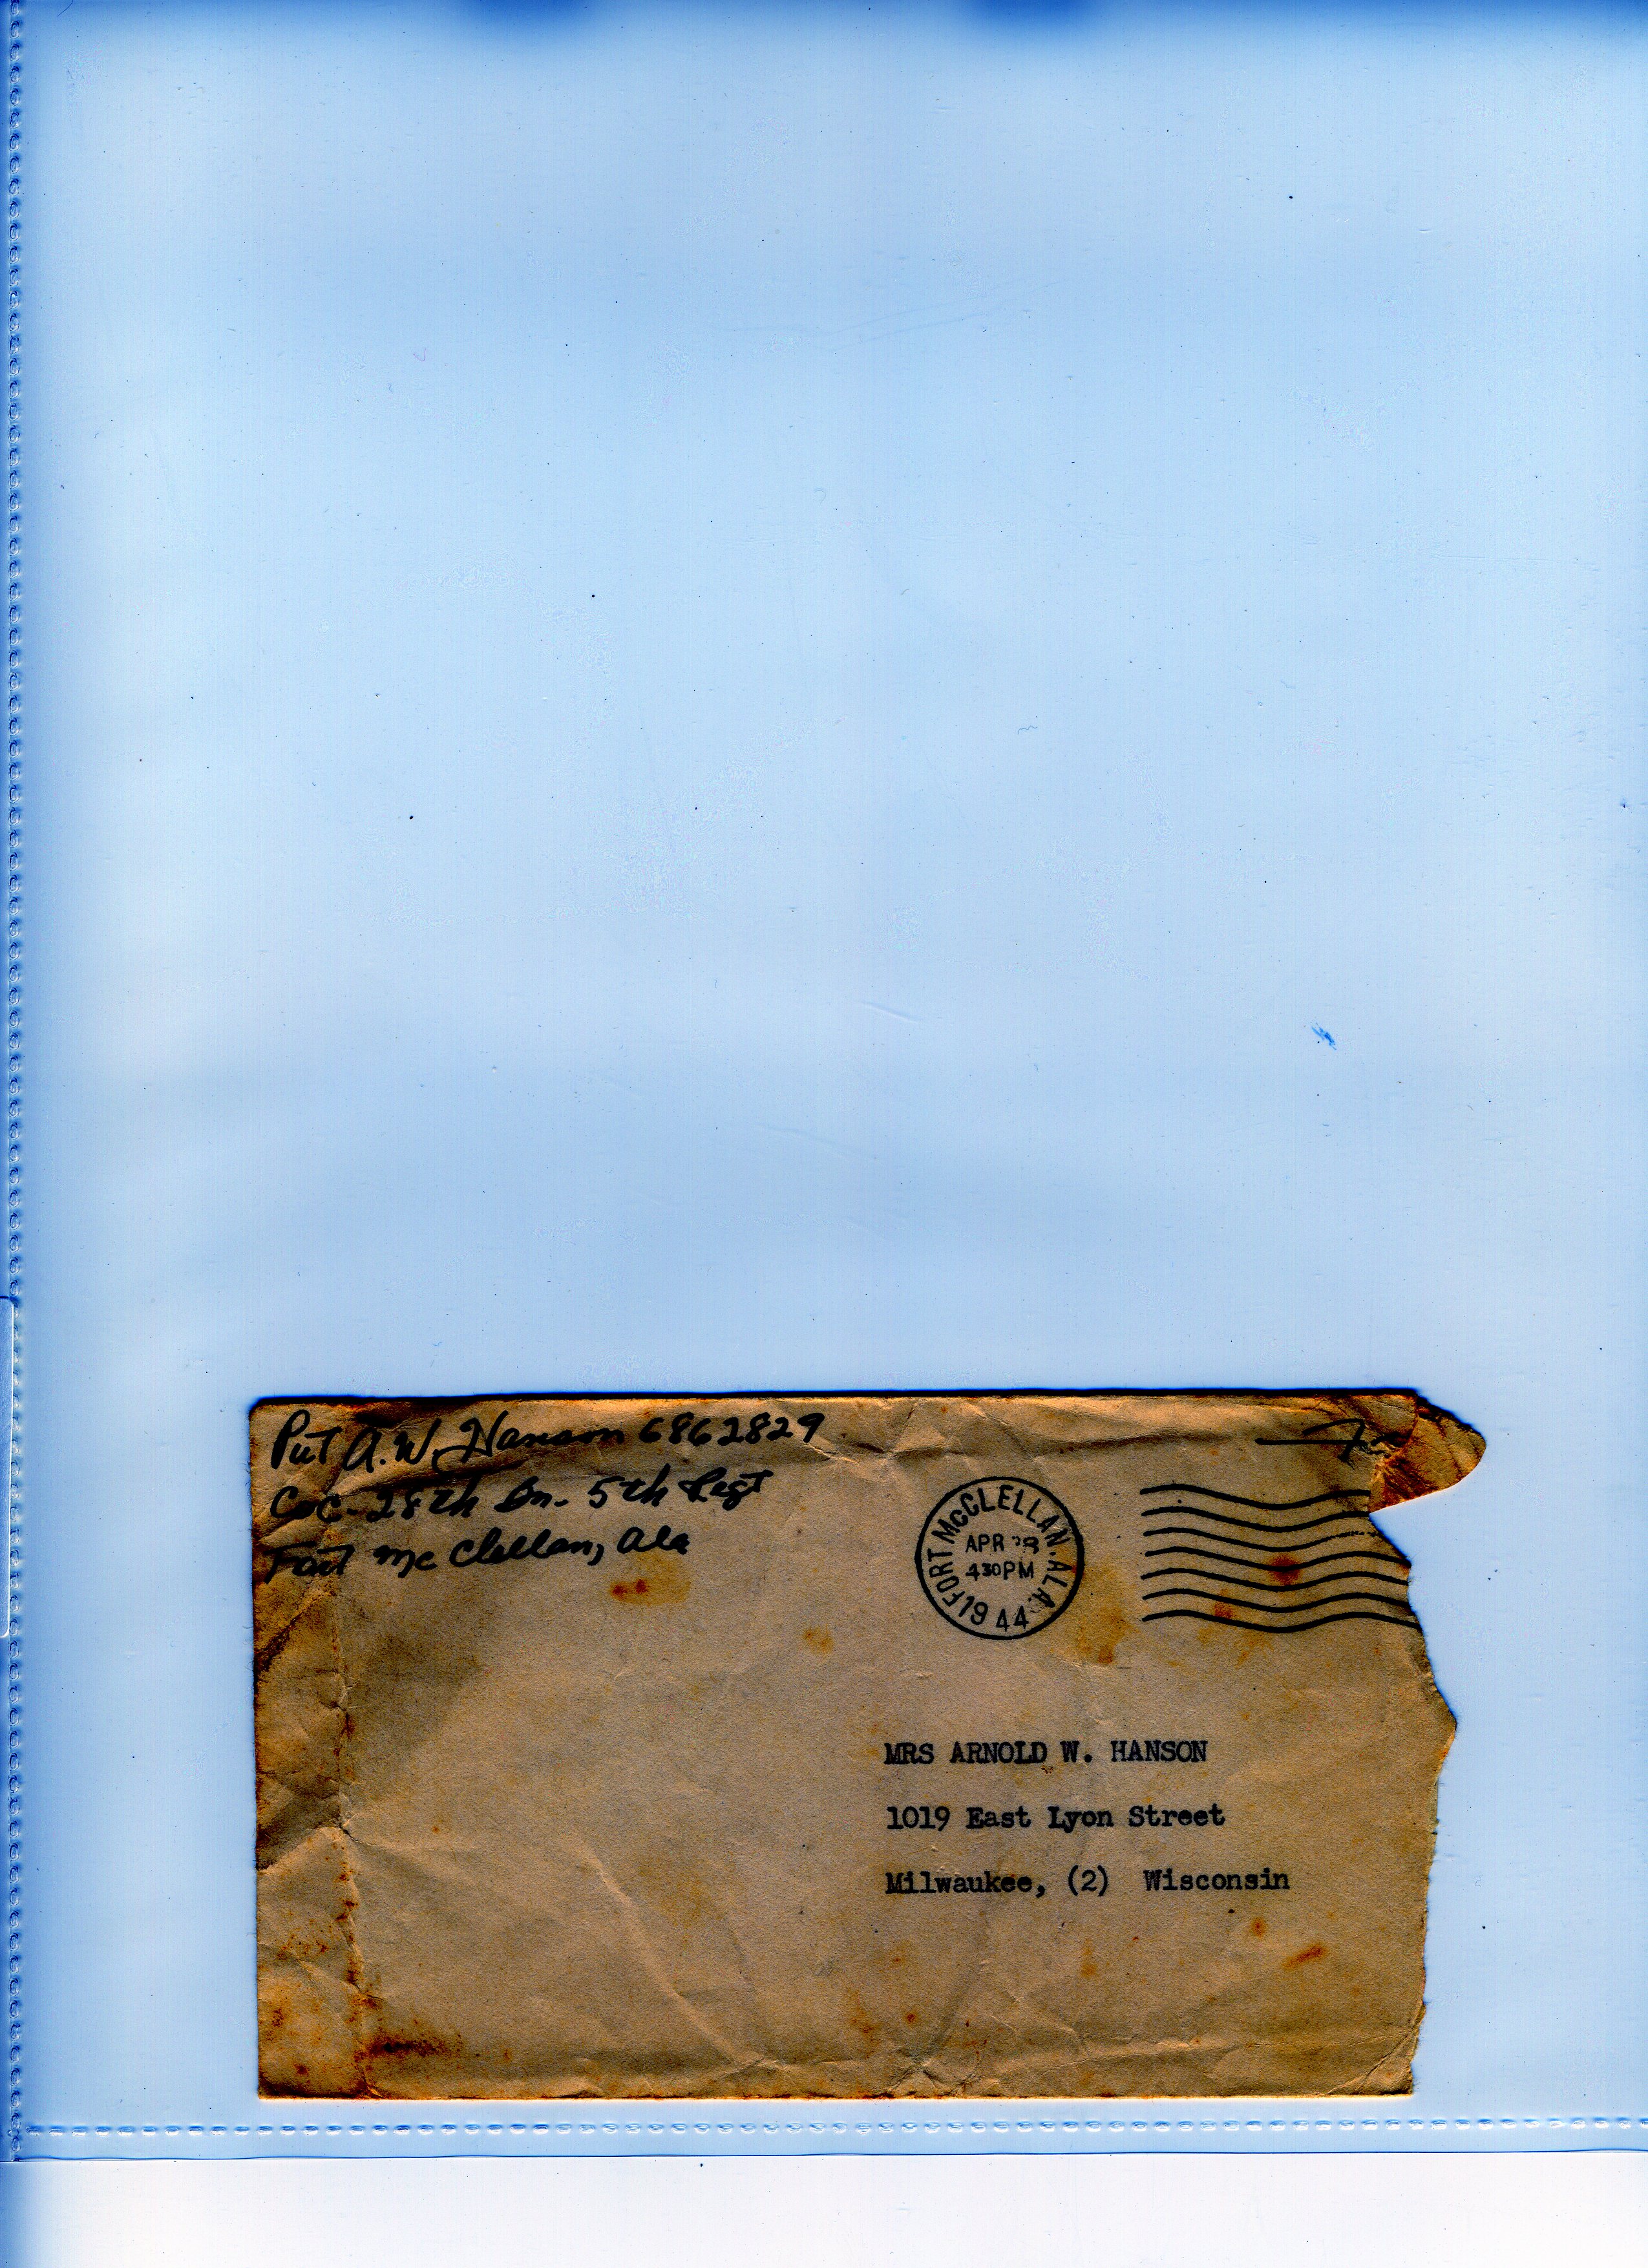 Pvt A.W. Hanson 6862829
Co C - 28th Bn. 5th Regt
Fort McClellan, Ala
Free
FORT McCLELLAN. ALA.
APR
430PM
1944
MRS ARNOLD W. HANSON
1019 East Lyon Street
Milwaukee, (2) Wisconsin